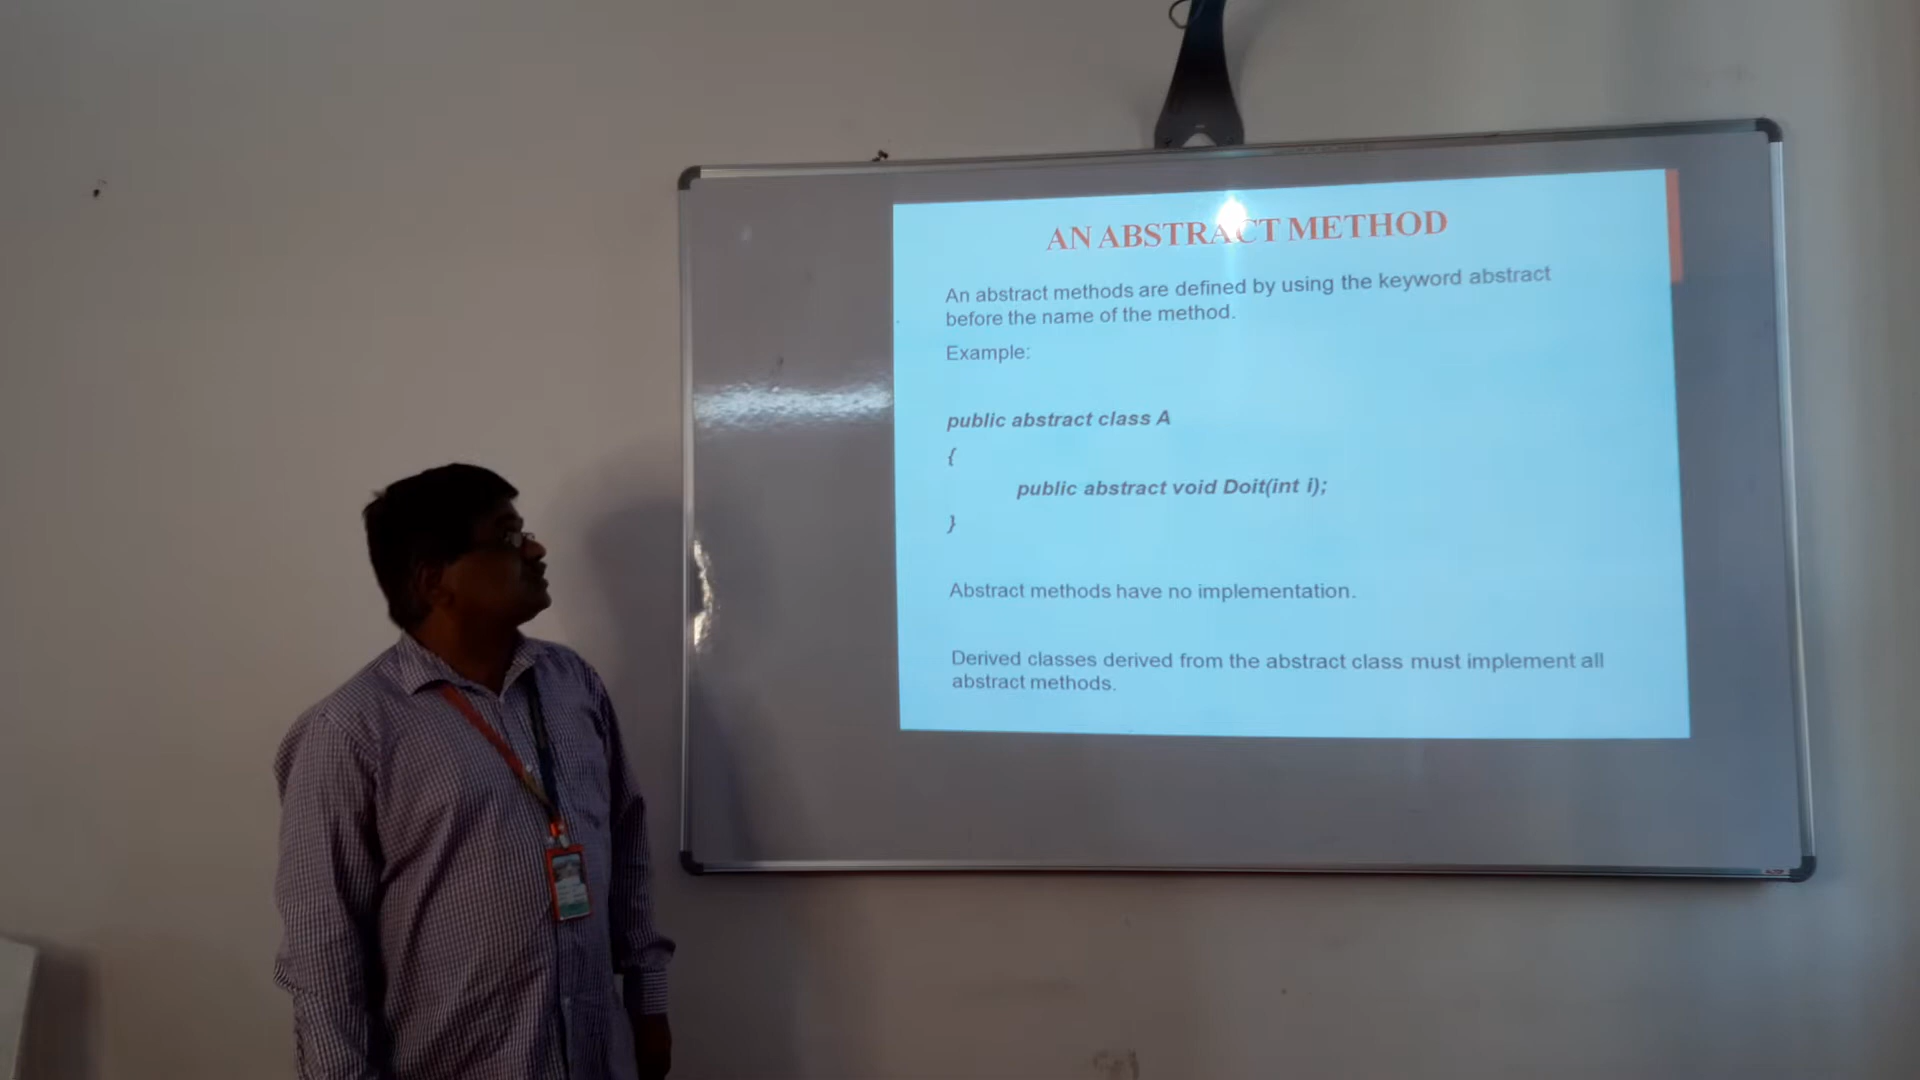 AN ABSTRACT METHOD
An abstract methods are defined by using the keyword abstract
before the name of the method.
Example:
public abstract class A
{
public abstract void Doit(int i);
}
Abstract methods have no implementation.
Derived classes derived from the abstract class must implement all
abstract methods.